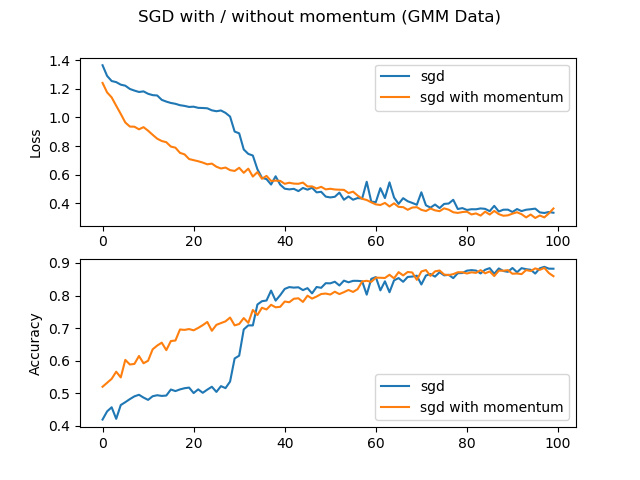 SGD with / without momentum (GMM Data)
1.4
1.2
1.0
0.8
0.6
0.4
Loss
sgd
sgd with momentum
0 20 40 60 80 100
0.9
0.8
0.7
0.6
0.5
0.4
Accuracy
sgd
sgd with momentum
0 20 40 60 80 100